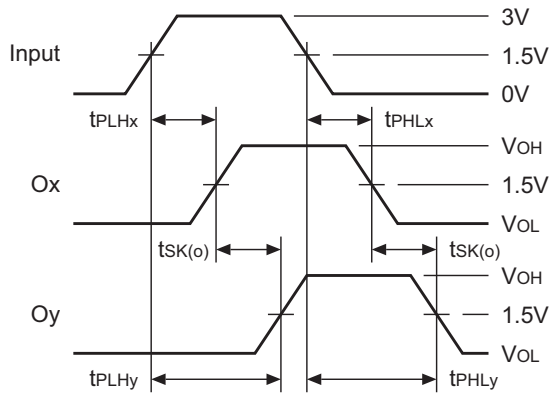 3V
Input 1.5V
0V
tPLHx tPHLx
VOH
Ox 1.5V
VOL
tSK(o) tSK(o)
VOH
Oy 1.5V
VOL
tPLHy tPHLy